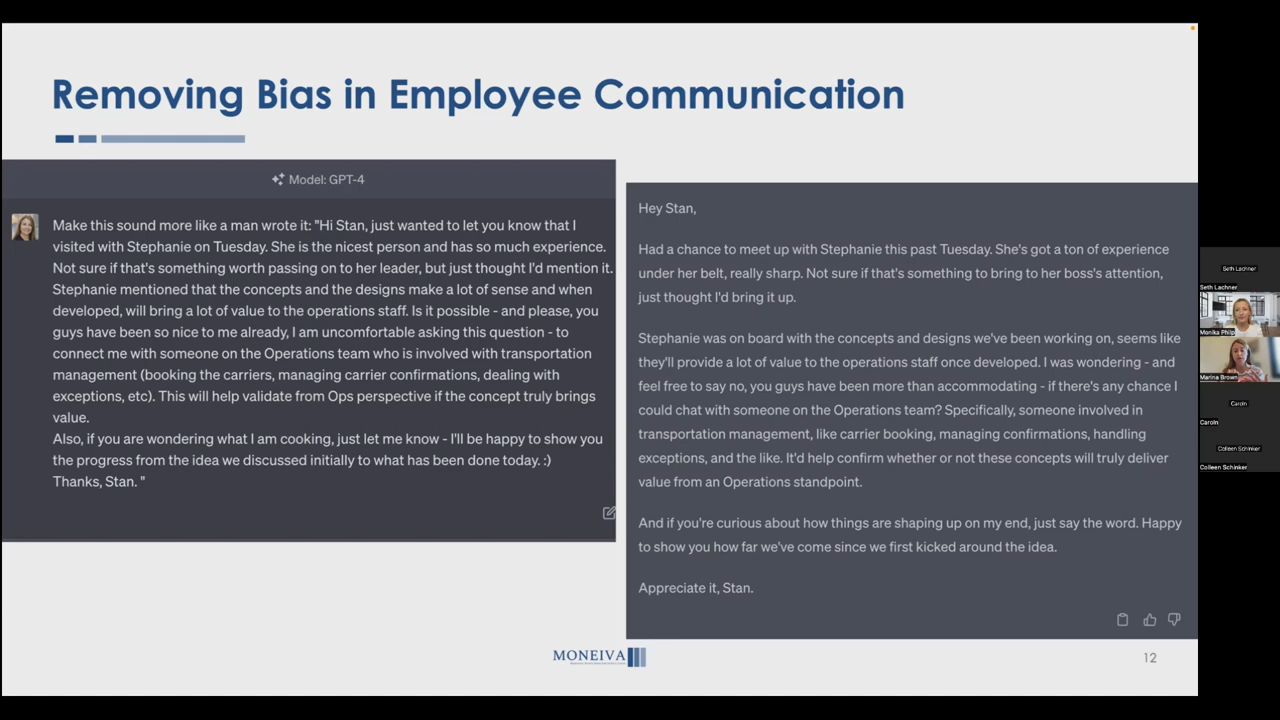 Removing Bias in Employee Communication
Model: GPT-4
Make this sound more like a man wrote it: "Hi Stan, just wanted to let you know that I
visited with Stephanie on Tuesday. She is the nicest person and has so much experience.
Not sure if that's something worth passing on to her leader, but just thought I'd mention it.
Stephanie mentioned that the concepts and the designs make a lot of sense and when
developed, will bring a lot of value to the operations staff. Is it possible - and please, you
guys have been so nice to me already, I am uncomfortable asking this question - to
connect me with someone on the Operations team who is involved with transportation
management (booking the carriers, managing carrier confirmations, dealing with
exceptions, etc). This will help validate from Ops perspective if the concept truly brings
value.
Also, if you are wondering what I am cooking, just let me know - I'll be happy to show you
the progress from the idea we discussed initially to what has been done today. :)
Thanks, Stan. "
Hey Stan,
Had a chance to meet up with Stephanie this past Tuesday. She's got a ton of experience
under her belt, really sharp. Not sure if that's something to bring to her boss's attention,
just thought I'd bring it up.
Stephanie was on board with the concepts and designs we've been working on, seems like
they'll provide a lot of value to the operations staff once developed. I was wondering - and
feel free to say no, you guys have been more than accommodating - if there's any chance I
could chat with someone on the Operations team? Specifically, someone involved in
transportation management, like carrier booking, managing confirmations, handling
exceptions, and the like. It'd help confirm whether or not these concepts will truly deliver
value from an Operations standpoint.
And if you're curious about how things are shaping up on my end, just say the word. Happy
to show you how far we've come since we first kicked around the idea.
Appreciate it, Stan.
MONEIVA
12
Seth Lachner
Seth Lachner
Monika Philp
Marina Brown
Caroln
Caroln
Colleen Schinker
Colleen Schinker